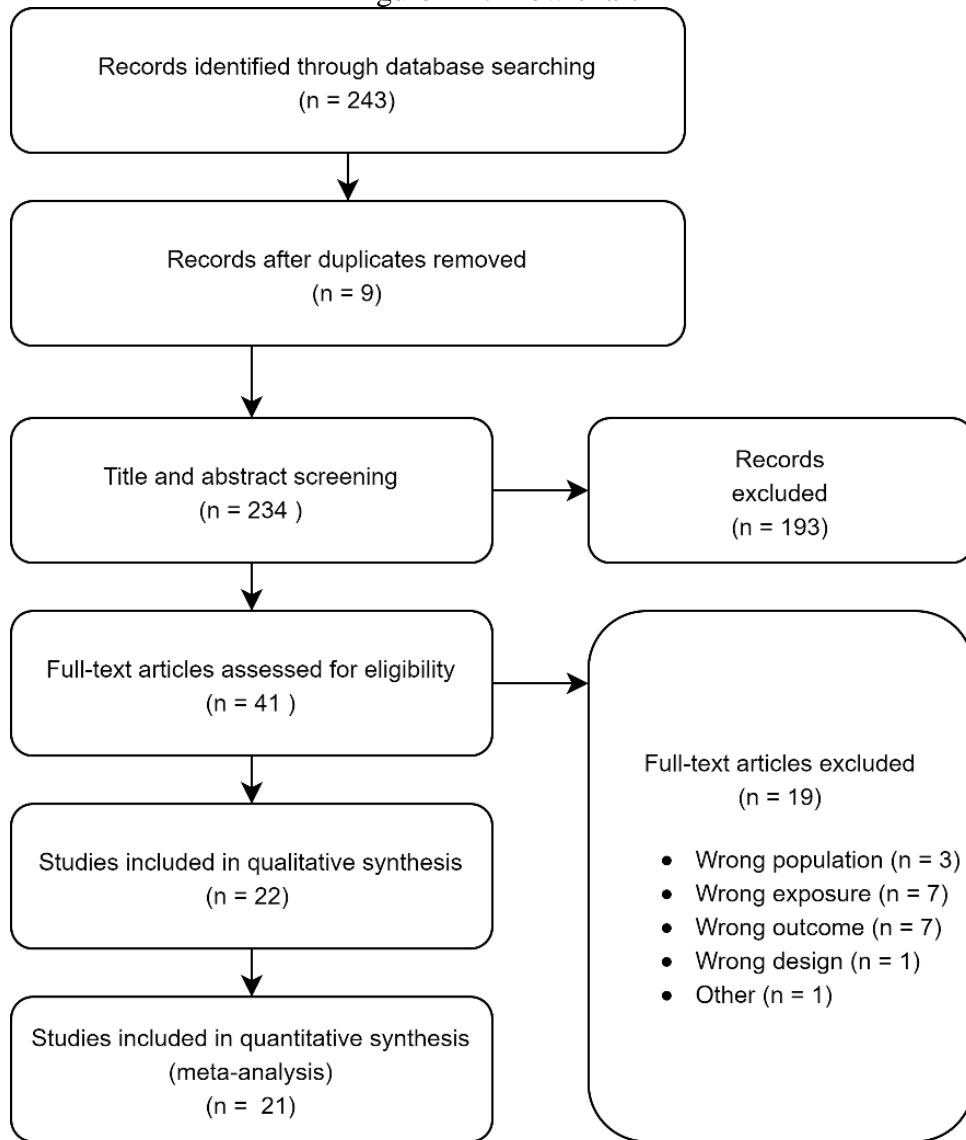 Records identified through database searching
(n = 243)
Records after duplicates removed
(n = 9)
Title and abstract screening
(n = 234 )
Records
excluded
(n = 193)
Full-text articles assessed for eligibility
(n = 41 )
Full-text articles excluded
(n = 19)
• Wrong population (n = 3)
• Wrong exposure (n = 7)
• Wrong outcome (n = 7)
• Wrong design (n = 1)
• Other (n = 1)
Studies included in qualitative synthesis
(n = 22)
Studies included in quantitative synthesis
(meta-analysis)
(n = 21)